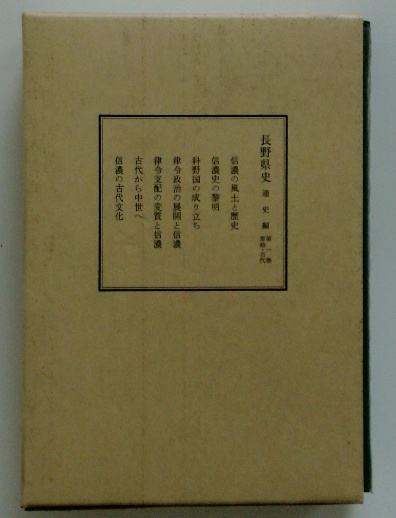 長野県史 通史編 第一巻 原始・古代
信濃の風土と歴史
信濃史の黎明
科野国の成り立ち
律令政治の展開と信濃
律令支配の変質と信濃
古代から中世へ
信濃の古代文化